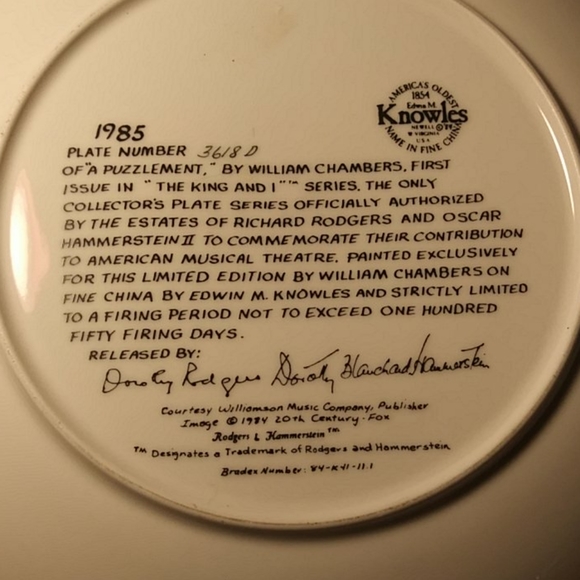 AMERICA'S OLDEST
1854
Edwin M.
Knowles
NEWELL
W VIRGINIA
USA
NAME IN FINE CHINA
1985
PLATE NUMBER 3618 D
OF "A PUZZLEMENT," BY WILLIAM CHAMBERS, FIRST
ISSUE IN "THE KING AND I"™ SERIES, THE ONLY
COLLECTOR'S PLATE SERIES OFFICIALLY AUTHORIZED
BY THE ESTATES OF RICHARD RODGERS AND OSCAR
HAMMERSTEIN II TO COMMEMORATE THEIR CONTRIBUTION
TO AMERICAN MUSICAL THEATRE. PAINTED EXCLUSIVELY
FOR THIS LIMITED EDITION BY WILLIAM CHAMBERS ON
FINE CHINA BY EDWIN M. KNOWLES AND STRICTLY LIMITED
TO A FIRING PERIOD NOT TO EXCEED ONE HUNDRED
FIFTY FIRING DAYS.
RELEASED BY:
Dorothy Rodgers Dorothy Blanchard Hammerstein
Courtesy Williamson Music Company, Publisher
Image © 1984 20th Century-Fox
Rodgers & Hammerstein™
™ Designates a Trademark of Rodgers and Hammerstein
Bradex Number: 84-K41-11.1